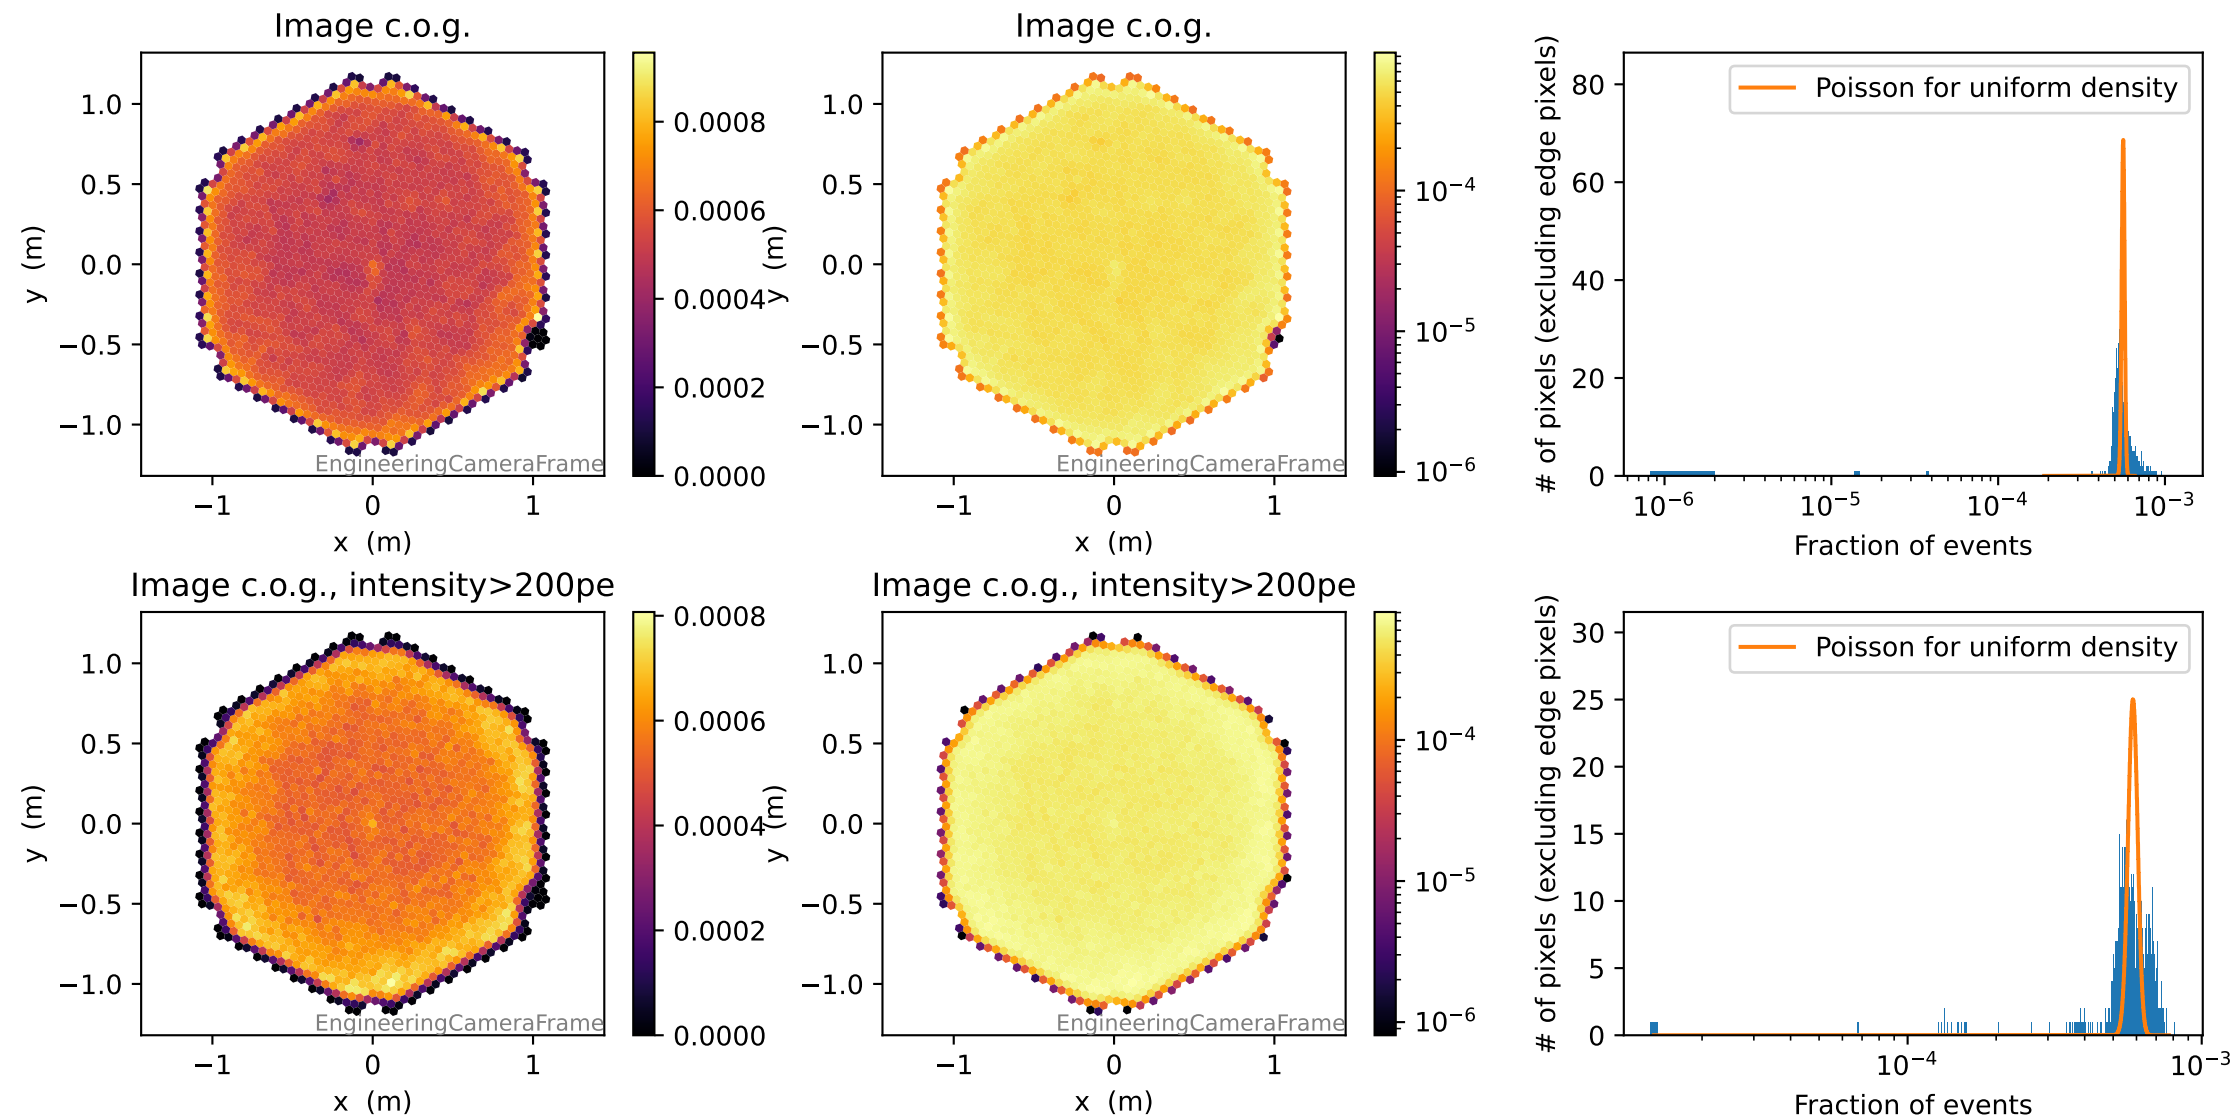 Image c.o.g.
1.0
0.5
0.0
−0.5
−1.0
y (m)
−1 0 1
x (m)
EngineeringCameraFrame
0.0008
0.0006
0.0004
0.0002
0.0000
Image c.o.g.
1.0
0.5
0.0
−0.5
−1.0
y (m)
−1 0 1
x (m)
EngineeringCameraFrame
10⁻⁴
10⁻⁵
10⁻⁶
# of pixels (excluding edge pixels)
80
60
40
20
0
Poisson for uniform density
10⁻⁶ 10⁻⁵ 10⁻⁴ 10⁻³
Fraction of events
Image c.o.g., intensity>200pe
1.0
0.5
0.0
−0.5
−1.0
y (m)
−1 0 1
x (m)
EngineeringCameraFrame
0.0008
0.0006
0.0004
0.0002
0.0000
Image c.o.g., intensity>200pe
1.0
0.5
0.0
−0.5
−1.0
y (m)
−1 0 1
x (m)
EngineeringCameraFrame
10⁻⁴
10⁻⁵
10⁻⁶
# of pixels (excluding edge pixels)
30
25
20
15
10
5
0
Poisson for uniform density
10⁻⁴ 10⁻³
Fraction of events